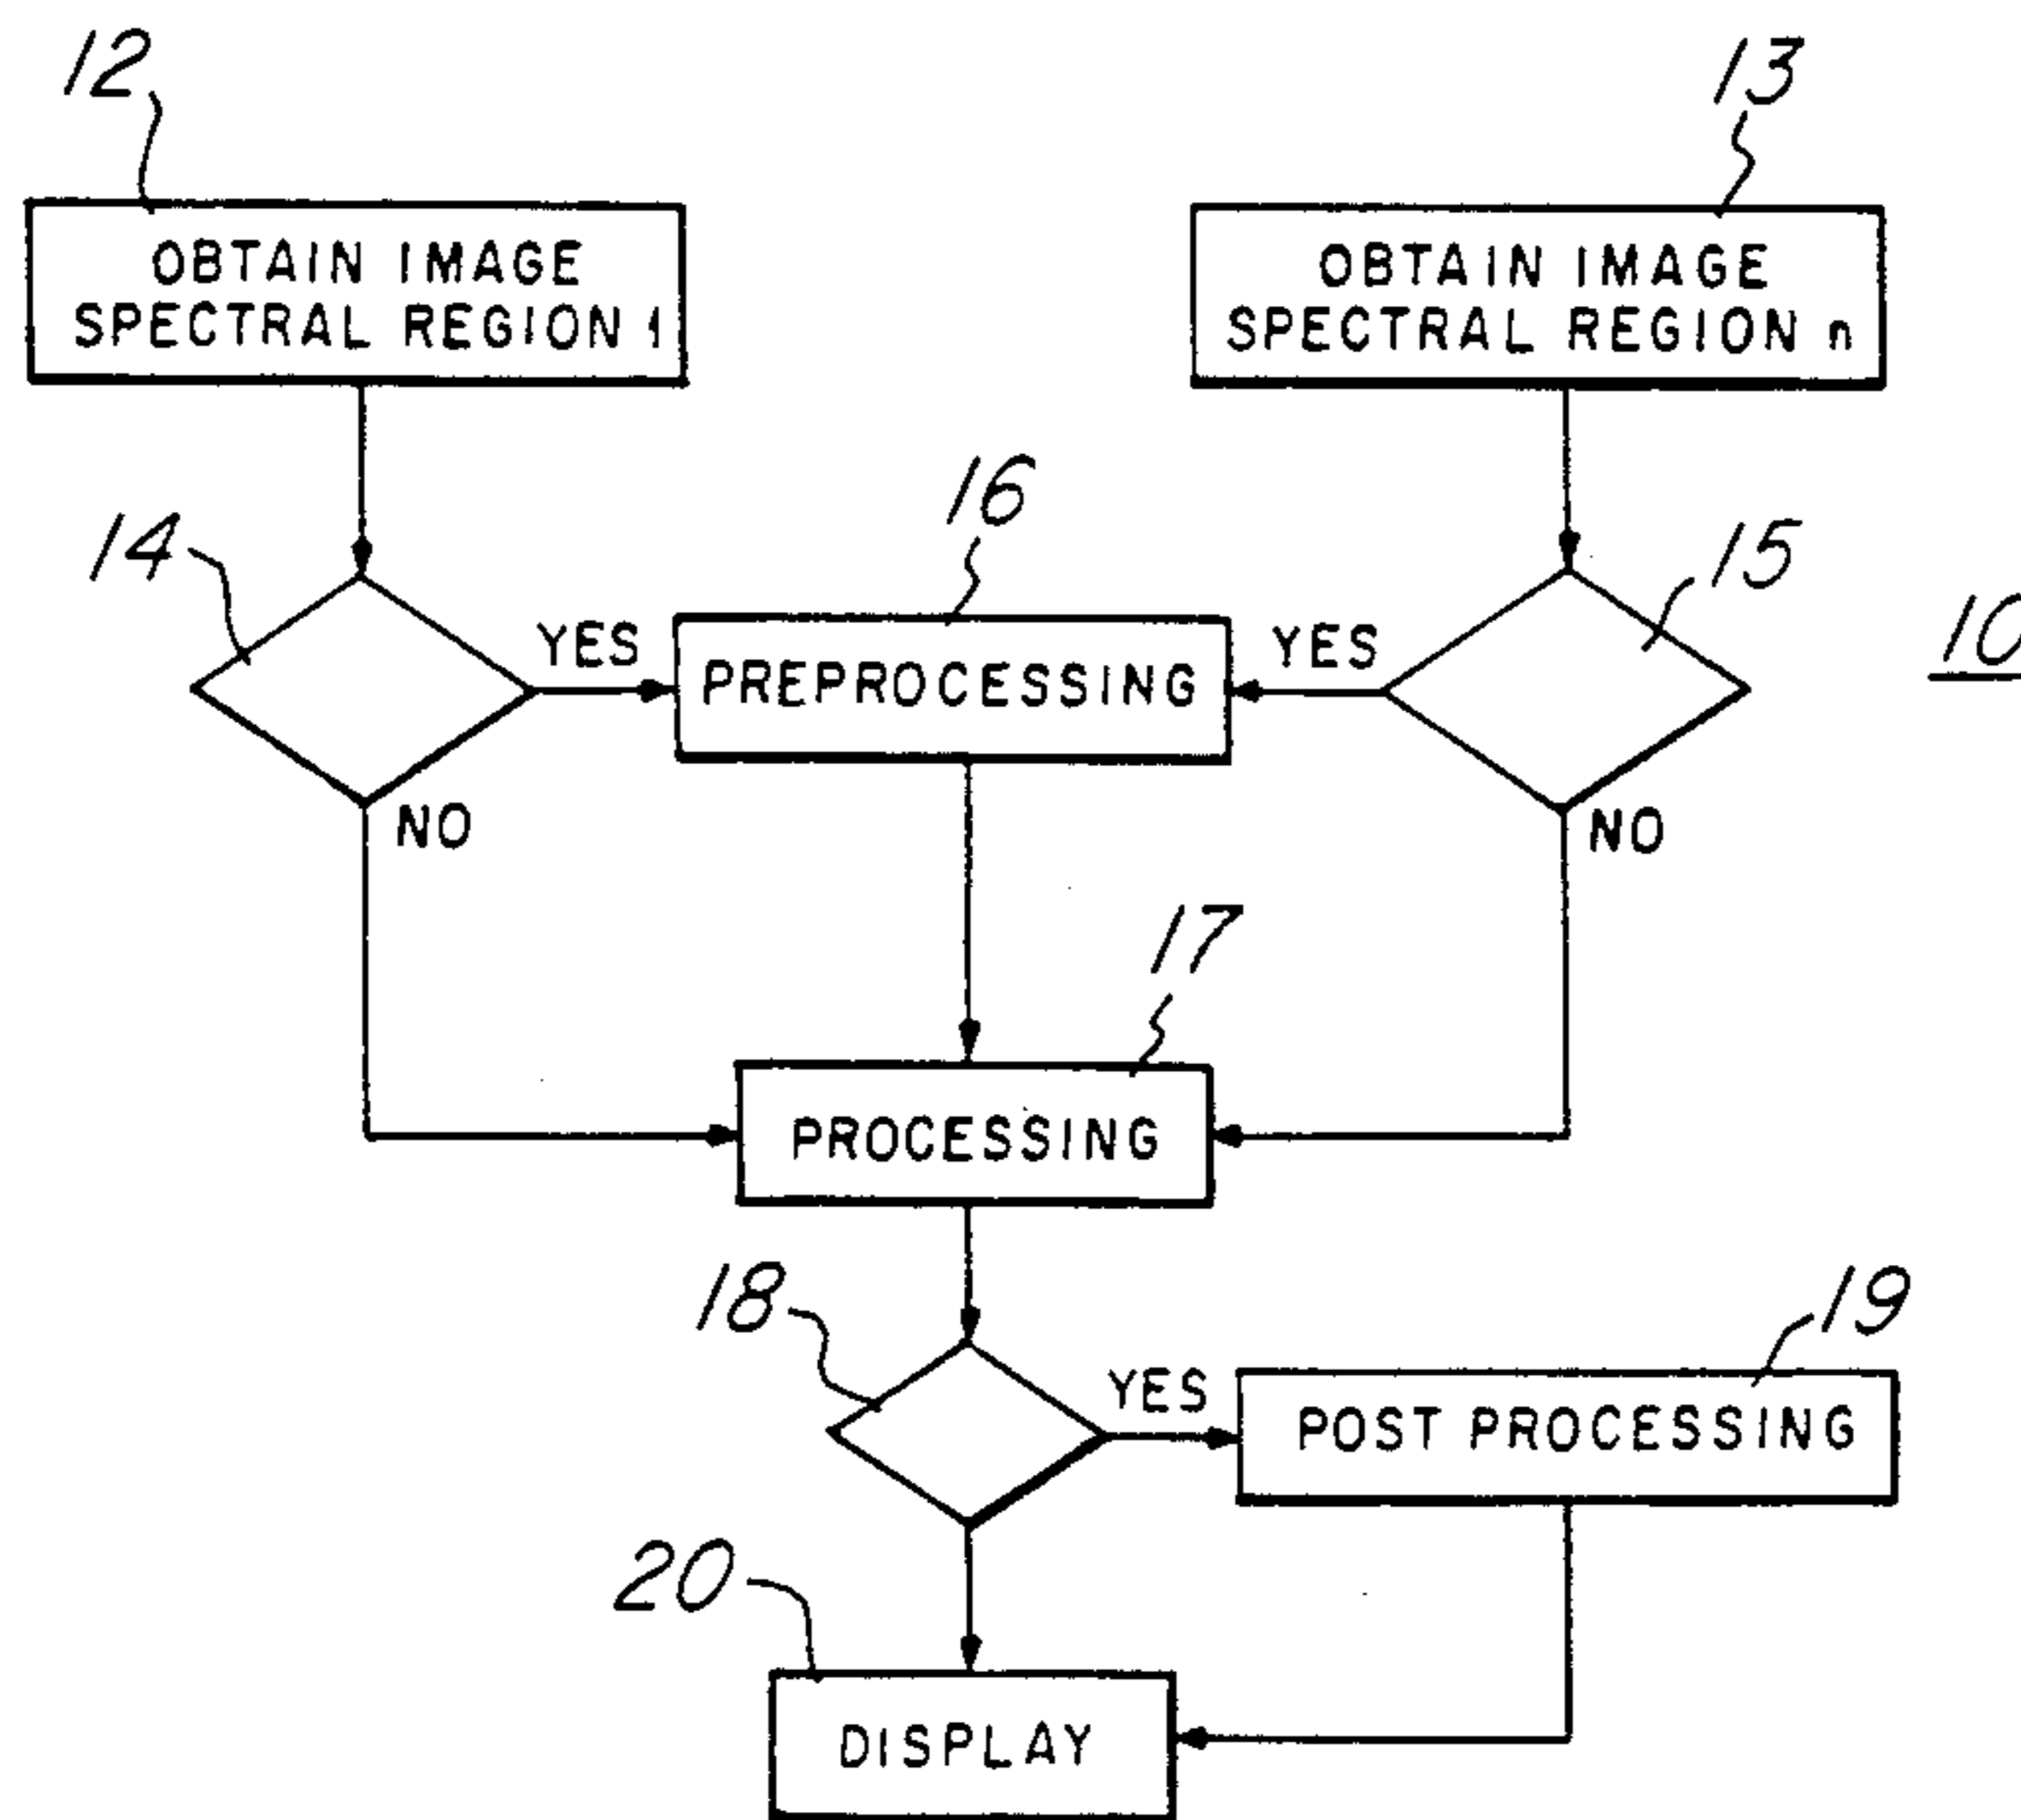 12
13
OBTAIN IMAGE
SPECTRAL REGION 1
OBTAIN IMAGE
SPECTRAL REGION n
14
16
15
10
YES
PREPROCESSING
YES
NO
NO
17
PROCESSING
18
19
YES
POST PROCESSING
20
DISPLAY